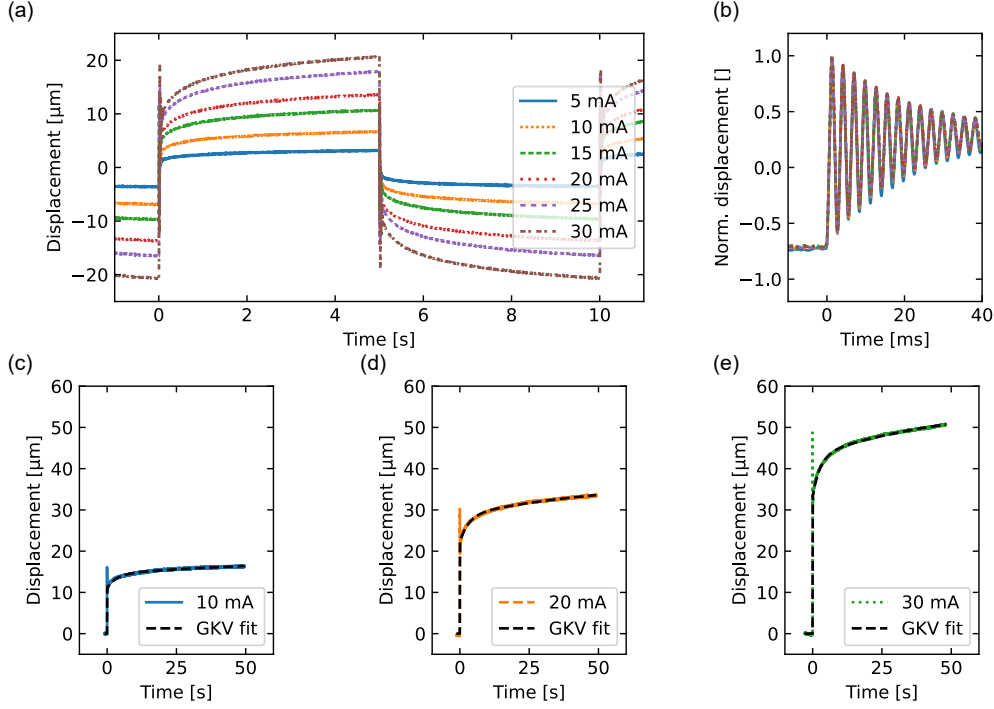 (a)
Displacement [µm]
20
10
0
−10
−20
0
2
4
6
8
10
Time [s]
5 mA
10 mA
15 mA
20 mA
25 mA
30 mA
(b)
Norm. displacement []
1.0
0.5
0.0
−0.5
−1.0
0
20
40
Time [ms]
(c)
Displacement [µm]
60
50
40
30
20
10
0
0
25
50
Time [s]
10 mA
GKV fit
(d)
Displacement [µm]
60
50
40
30
20
10
0
0
25
50
Time [s]
20 mA
GKV fit
(e)
Displacement [µm]
60
50
40
30
20
10
0
0
25
50
Time [s]
30 mA
GKV fit